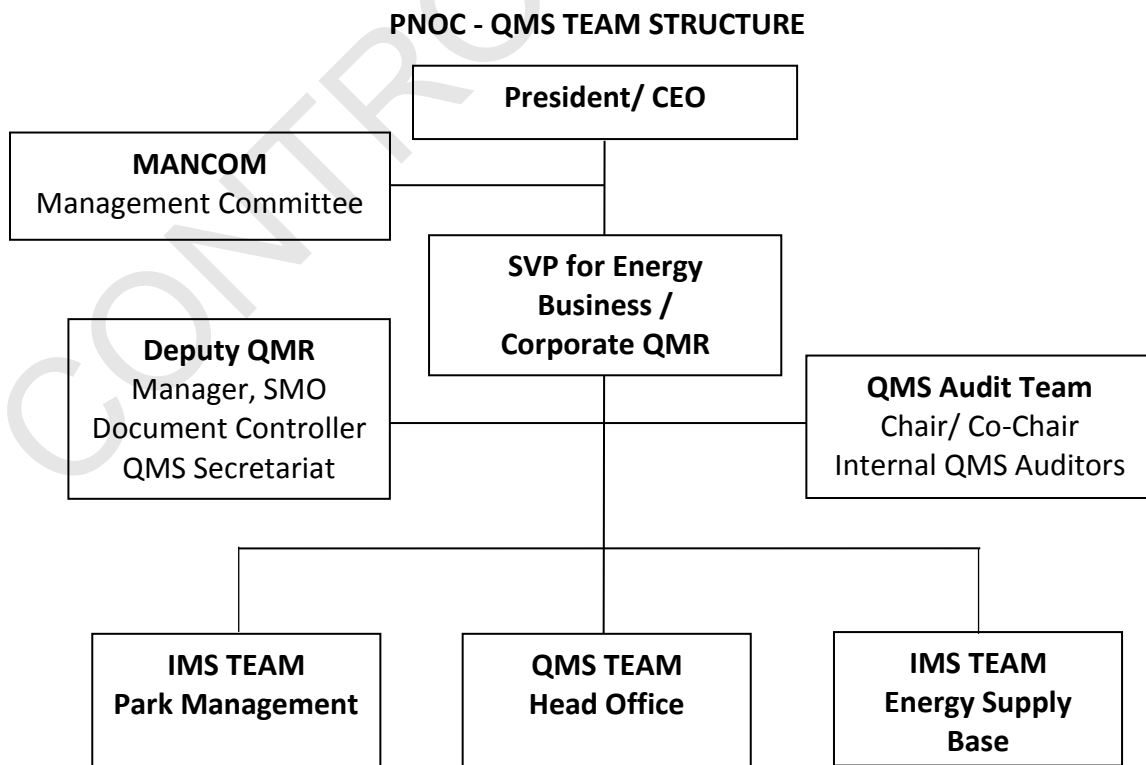 PNOC - QMS TEAM STRUCTURE
President/ CEO
MANCOM
Management Committee
SVP for Energy
Business /
Corporate QMR
Deputy QMR
Manager, SMO
Document Controller
QMS Secretariat
QMS Audit Team
Chair/ Co-Chair
Internal QMS Auditors
IMS TEAM
Park Management
QMS TEAM
Head Office
IMS TEAM
Energy Supply
Base
CONTRO